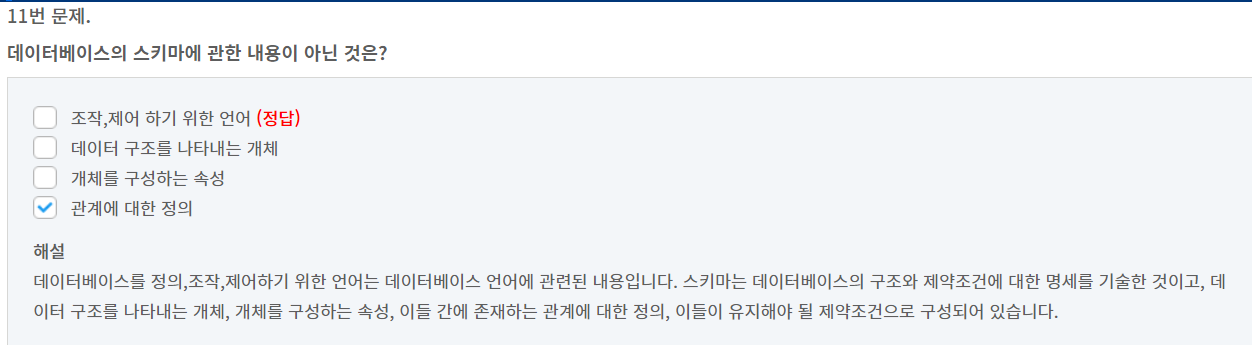 11번 문제.
데이터베이스의 스키마에 관한 내용이 아닌 것은?
조작,제어 하기 위한 언어 (정답)
데이터 구조를 나타내는 개체
개체를 구성하는 속성
관계에 대한 정의
해설
데이터베이스를 정의,조작,제어하기 위한 언어는 데이터베이스 언어에 관련된 내용입니다. 스키마는 데이터베이스의 구조와 제약조건에 대한 명세를 기술한 것이고, 데
이터 구조를 나타내는 개체, 개체를 구성하는 속성, 이들 간에 존재하는 관계에 대한 정의, 이들이 유지해야 될 제약조건으로 구성되어 있습니다.